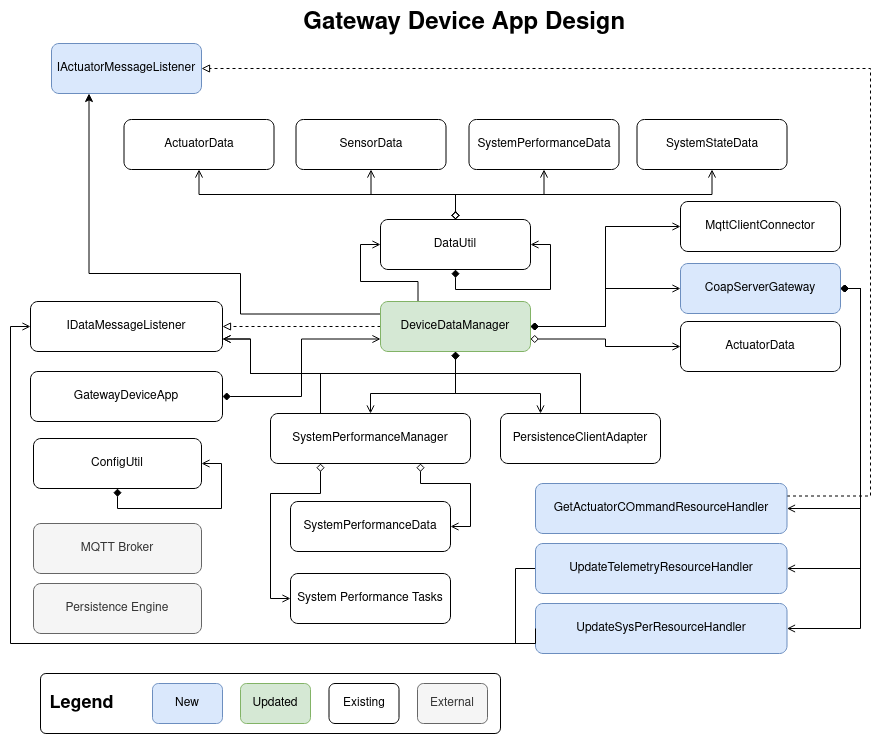 Gateway Device App Design
IActuatorMessageListener
ActuatorData
SensorData
SystemPerformanceData
SystemStateData
MqttClientConnector
DataUtil
CoapServerGateway
IDataMessageListener
DeviceDataManager
ActuatorData
GatewayDeviceApp
SystemPerformanceManager
PersistenceClientAdapter
ConfigUtil
GetActuatorCOmmandResourceHandler
SystemPerformanceData
MQTT Broker
UpdateTelemetryResourceHandler
System Performance Tasks
Persistence Engine
UpdateSysPerResourceHandler
Legend
New
Updated
Existing
External